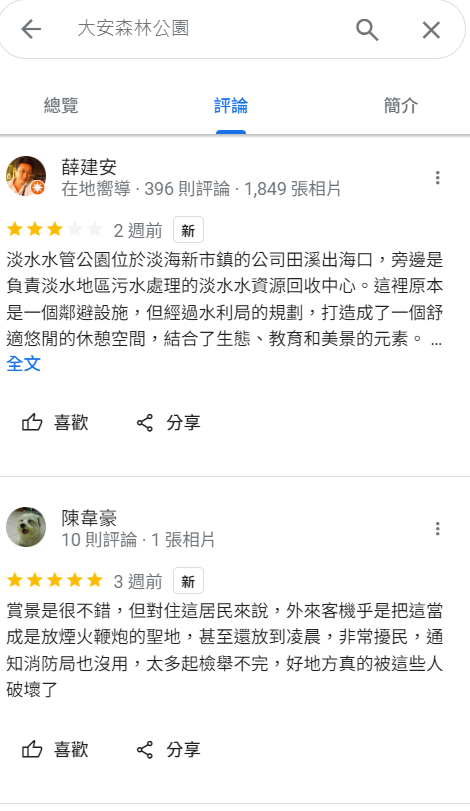 大安森林公園
總覽
評論
簡介
薛建安
在地嚮導 · 396 則評論 · 1,849 張相片
2 週前 新
淡水水管公園位於淡海新市鎮的公司田溪出海口，旁邊是
負責淡水地區污水處理的淡水水資源回收中心。這裡原本
是一個鄰避設施，但經過水利局的規劃，打造成了一個舒
適悠閒的休憩空間，結合了生態、教育和美景的元素。 ...
全文
喜歡
分享
陳韋豪
10 則評論 · 1 張相片
3 週前 新
賞景是很不錯，但對住這居民來說，外來客機乎是把這當
成是放煙火鞭炮的聖地，甚至還放到凌晨，非常擾民，通
知消防局也沒用，太多起檢舉不完，好地方真的被這些人
破壞了
喜歡
分享